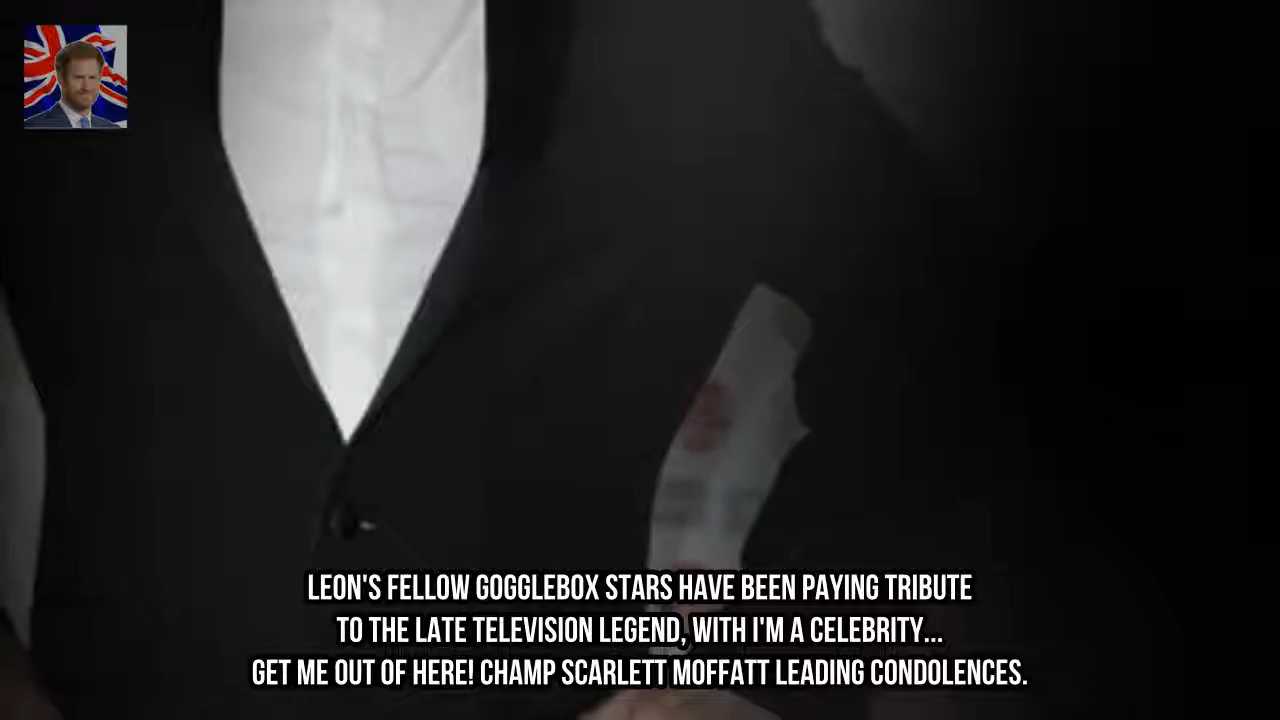 LEON'S FELLOW GOGGLEBOX STARS HAVE BEEN PAYING TRIBUTE
TO THE LATE TELEVISION LEGEND, WITH I'M A CELEBRITY...
GET ME OUT OF HERE! CHAMP SCARLETT MOFFATT LEADING CONDOLENCES.